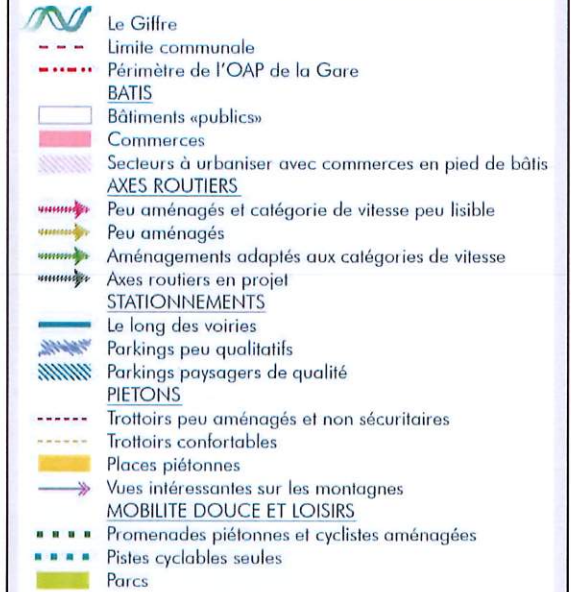 Le Giffre
Limite communale
Périmètre de l'OAP de la Gare
BATIS
Bâtiments «publics»
Commerces
Secteurs à urbaniser avec commerces en pied de bâtis
AXES ROUTIERS
Peu aménagés et catégorie de vitesse peu lisible
Peu aménagés
Aménagements adaptés aux catégories de vitesse
Axes routiers en projet
STATIONNEMENTS
Le long des voiries
Parkings peu qualitatifs
Parkings paysagers de qualité
PIETONS
Trottoirs peu aménagés et non sécuritaires
Trottoirs confortables
Places piétonnes
Vues intéressantes sur les montagnes
MOBILITE DOUCE ET LOISIRS
Promenades piétonnes et cyclistes aménagées
Pistes cyclables seules
Parcs